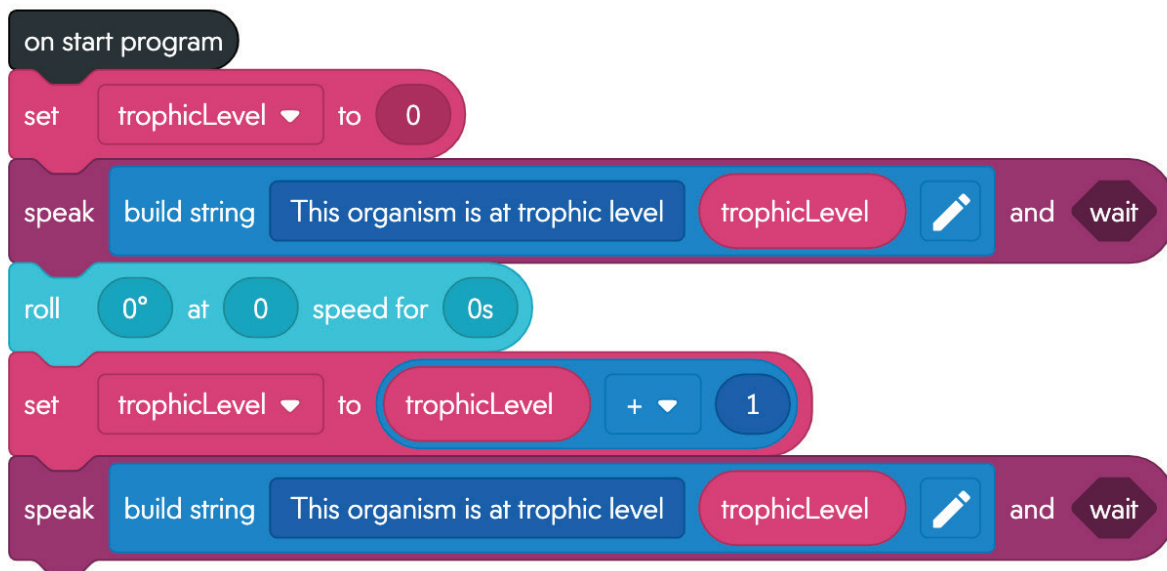 on start program
set trophicLevel to 0
speak build string This organism is at trophic level trophicLevel and wait
roll 0° at 0 speed for 0s
set trophicLevel to trophicLevel + 1
speak build string This organism is at trophic level trophicLevel and wait